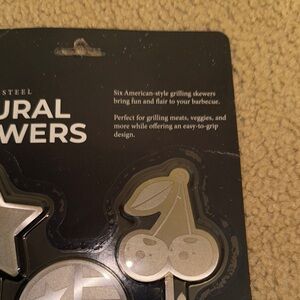 STEEL
URAL
WERS
Six American-style grilling skewers
bring fun and flair to your barbecue.
Perfect for grilling meats, veggies, and
more while offering an easy-to-grip
design.